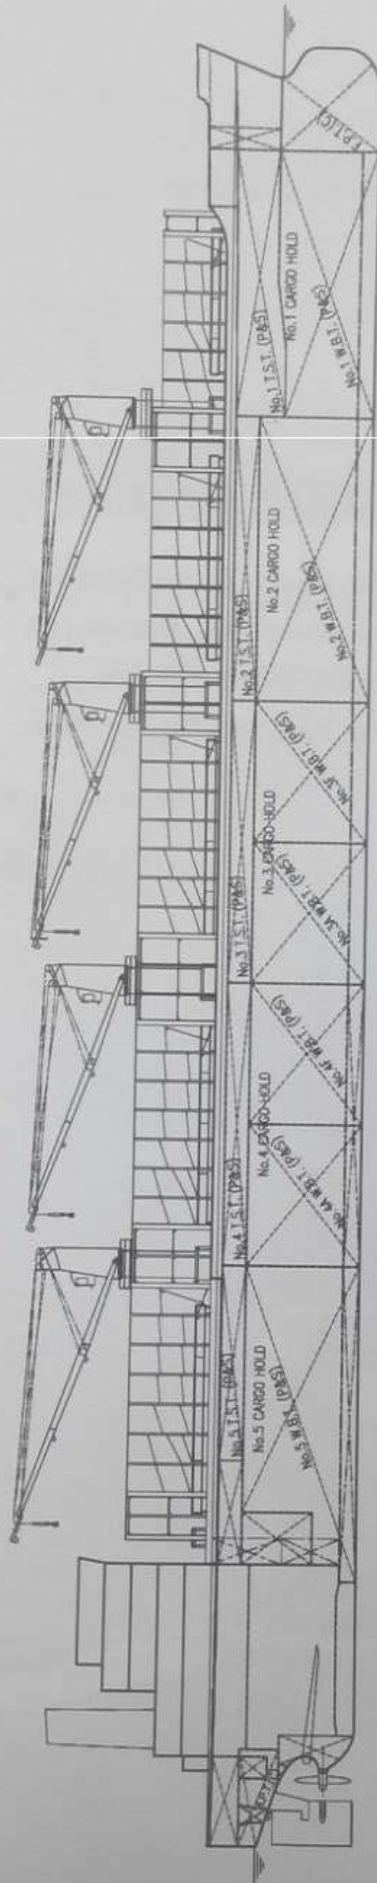 F.P.T.(C)
No.1 T.S.T. (P&S)
No.1 CARGO HOLD
No.1 W.B.T. (P&S)
No.2 T.S.T. (P&S)
No.2 CARGO HOLD
No.2 W.B.T. (P&S)
No.3 T.S.T. (P&S)
No.3 CARGO HOLD
No.3F W.B.T. (P&S)
No.3A W.B.T. (P&S)
No.4 T.S.T. (P&S)
No.4 CARGO HOLD
No.4F W.B.T. (P&S)
No.4A W.B.T. (P&S)
No.5 T.S.T. (P&S)
No.5 CARGO HOLD
No.5 W.B.T. (P&S)